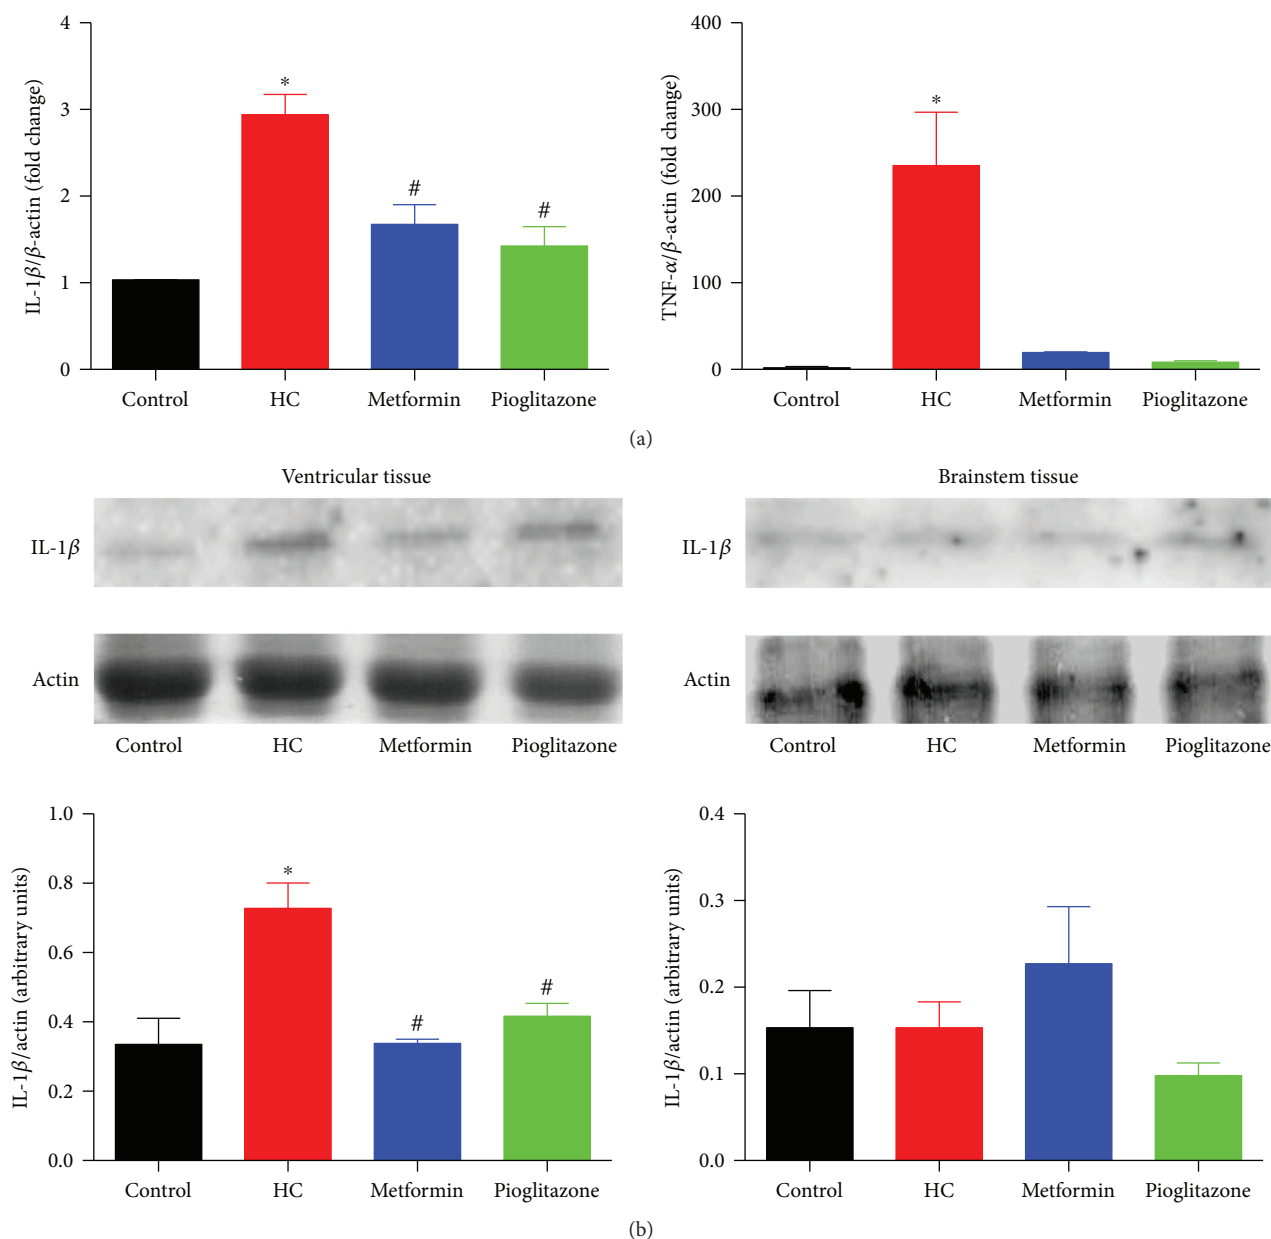 IL-1β/β-actin (fold change)
4
3
2
1
0
*
#
#
Control HC Metformin Pioglitazone
TNF-α/β-actin (fold change)
400
300
200
100
0
*
Control HC Metformin Pioglitazone
(a)
Ventricular tissue
IL-1β
Actin
Control HC Metformin Pioglitazone
Brainstem tissue
IL-1β
Actin
Control HC Metformin Pioglitazone
IL-1β/actin (arbitrary units)
1.0
0.8
0.6
0.4
0.2
0.0
*
#
#
Control HC Metformin Pioglitazone
IL-1β/actin (arbitrary units)
0.4
0.3
0.2
0.1
0.0
Control HC Metformin Pioglitazone
(b)